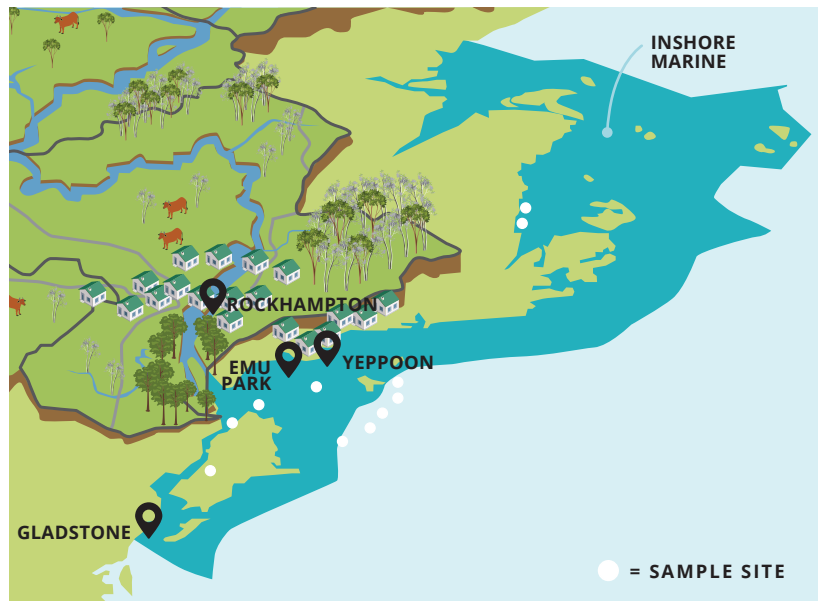 INSHORE
MARINE
ROCKHAMPTON
EMU
PARK
YEPPOON
GLADSTONE
= SAMPLE SITE